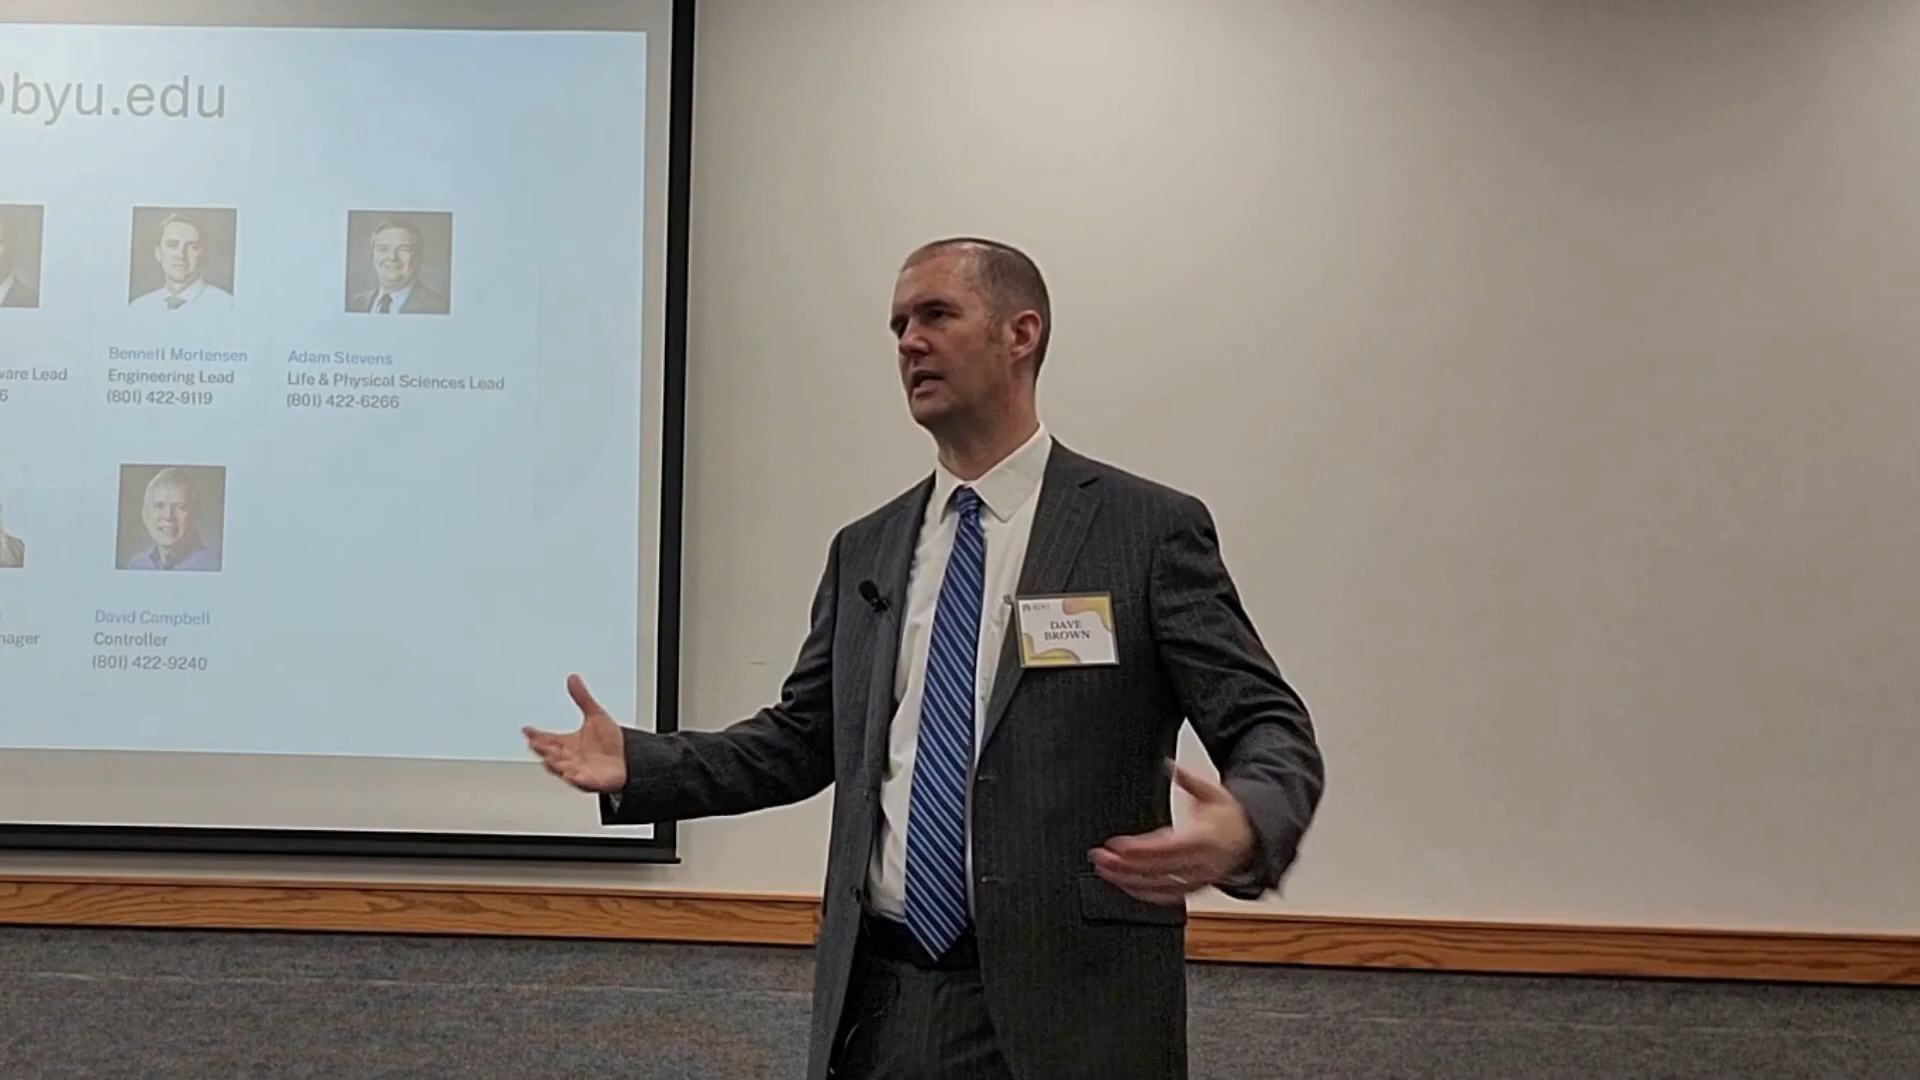 byu.edu
ware Lead
6
Bennett Mortensen
Engineering Lead
(801) 422-9119
Adam Stevens
Life & Physical Sciences Lead
(801) 422-6266
nager
David Campbell
Controller
(801) 422-9240
DAVE
BROWN